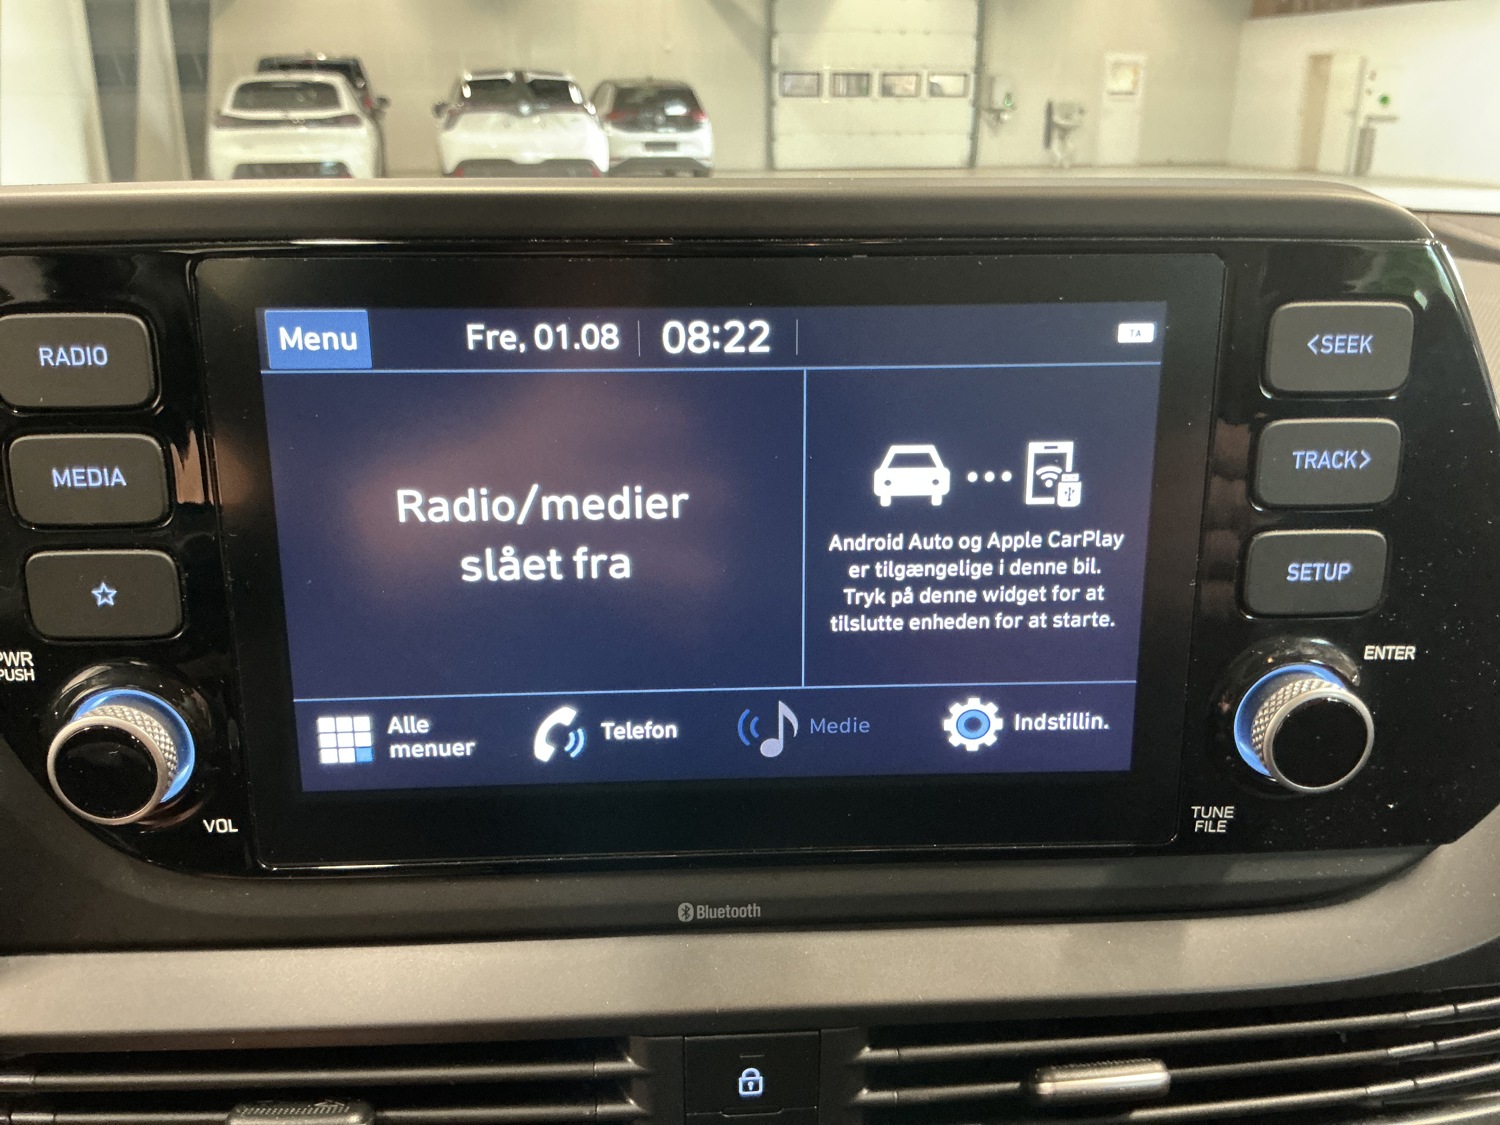 RADIO
MEDIA
PWR
PUSH
VOL
Menu
Fre, 01.08
08:22
TA
Radio/medier
slået fra
Android Auto og Apple CarPlay
er tilgængelige i denne bil.
Tryk på denne widget for at
tilslutte enheden for at starte.
Alle
menuer
Telefon
Medie
Indstillin.
<SEEK
TRACK>
SETUP
ENTER
TUNE
FILE
Bluetooth